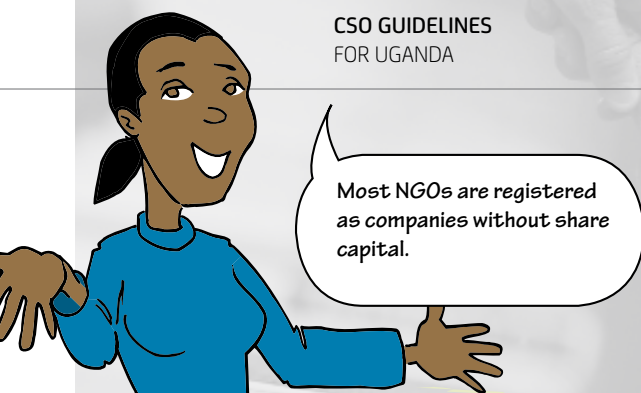 CSO GUIDELINES
FOR UGANDA
Most NGOs are registered
as companies without share
capital.